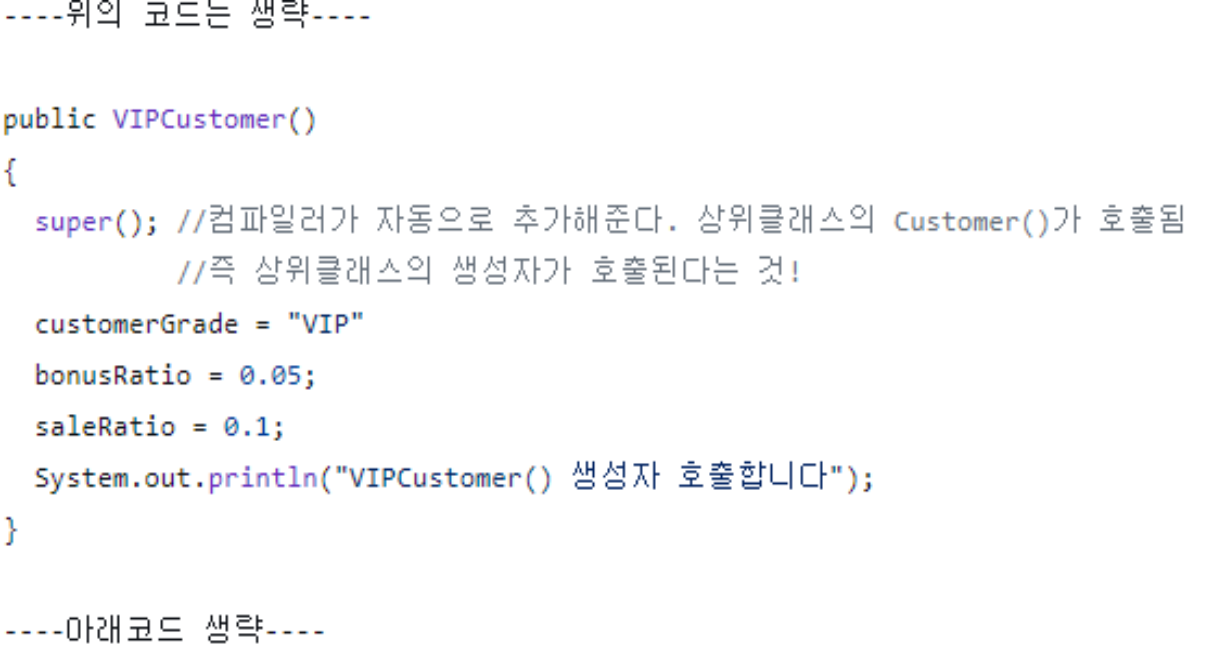 ----위의 코드는 생략----
public VIPCustomer()
{
super(); //컴파일러가 자동으로 추가해준다. 상위클래스의 Customer()가 호출됨
//즉 상위클래스의 생성자가 호출된다는 것!
customerGrade = "VIP"
bonusRatio = 0.05;
saleRatio = 0.1;
System.out.println("VIPCustomer() 생성자 호출합니다");
}
----아래코드 생략----